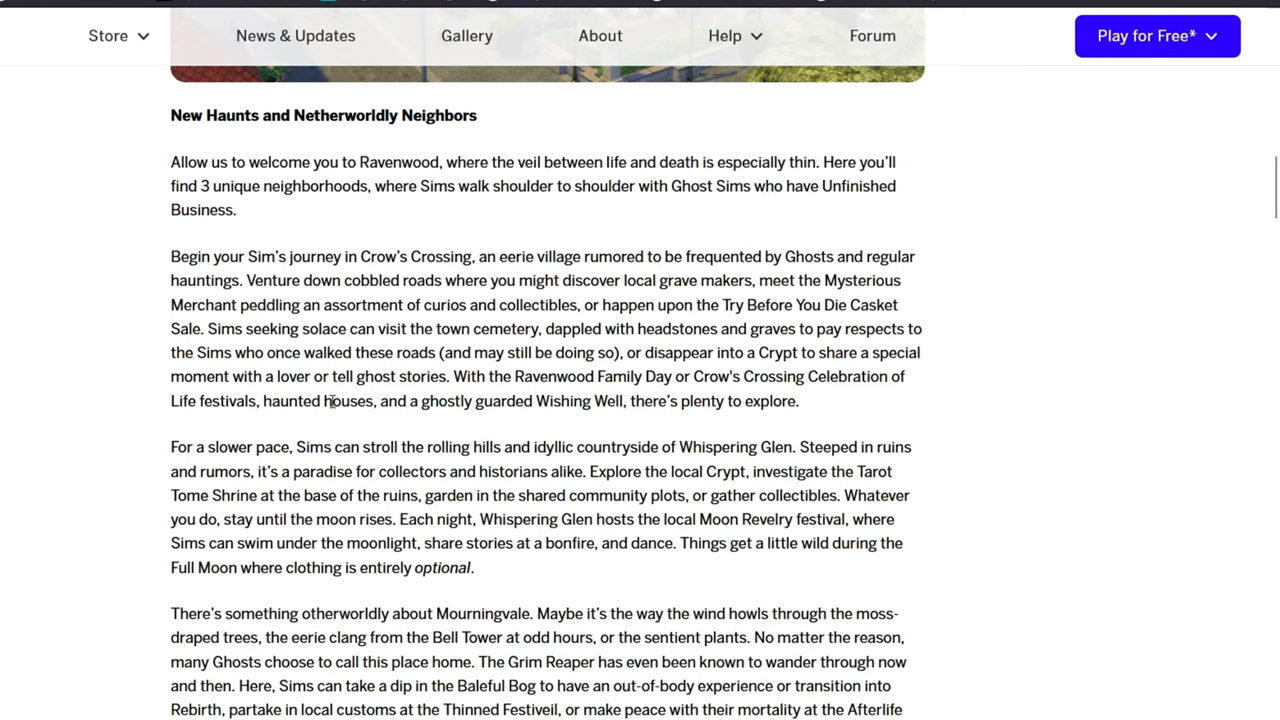 Store
News & Updates
Gallery
About
Help
Forum
Play for Free*
New Haunts and Netherworldly Neighbors
Allow us to welcome you to Ravenwood, where the veil between life and death is especially thin. Here you’ll
find 3 unique neighborhoods, where Sims walk shoulder to shoulder with Ghost Sims who have Unfinished
Business.
Begin your Sim’s journey in Crow’s Crossing, an eerie village rumored to be frequented by Ghosts and regular
hauntings. Venture down cobbled roads where you might discover local grave makers, meet the Mysterious
Merchant peddling an assortment of curios and collectibles, or happen upon the Try Before You Die Casket
Sale. Sims seeking solace can visit the town cemetery, dappled with headstones and graves to pay respects to
the Sims who once walked these roads (and may still be doing so), or disappear into a Crypt to share a special
moment with a lover or tell ghost stories. With the Ravenwood Family Day or Crow's Crossing Celebration of
Life festivals, haunted houses, and a ghostly guarded Wishing Well, there’s plenty to explore.
For a slower pace, Sims can stroll the rolling hills and idyllic countryside of Whispering Glen. Steeped in ruins
and rumors, it’s a paradise for collectors and historians alike. Explore the local Crypt, investigate the Tarot
Tome Shrine at the base of the ruins, garden in the shared community plots, or gather collectibles. Whatever
you do, stay until the moon rises. Each night, Whispering Glen hosts the local Moon Revelry festival, where
Sims can swim under the moonlight, share stories at a bonfire, and dance. Things get a little wild during the
Full Moon where clothing is entirely optional.
There’s something otherworldly about Mourningvale. Maybe it’s the way the wind howls through the moss-
draped trees, the eerie clang from the Bell Tower at odd hours, or the sentient plants. No matter the reason,
many Ghosts choose to call this place home. The Grim Reaper has even been known to wander through now
and then. Here, Sims can take a dip in the Baleful Bog to have an out-of-body experience or transition into
Rebirth, partake in local customs at the Thinned Festiveil, or make peace with their mortality at the Afterlife